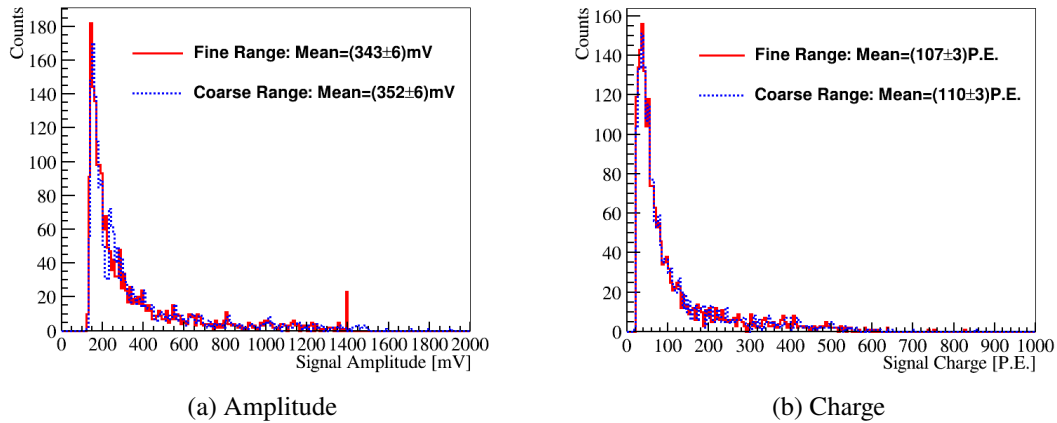 Counts
180
160
140
120
100
80
60
40
20
0
Fine Range: Mean=(343±6)mV
Coarse Range: Mean=(352±6)mV
0 200 400 600 800 1000 1200 1400 1600 1800 2000
Signal Amplitude [mV]
(a) Amplitude
Counts
160
140
120
100
80
60
40
20
0
Fine Range: Mean=(107±3)P.E.
Coarse Range: Mean=(110±3)P.E.
0 100 200 300 400 500 600 700 800 900 1000
Signal Charge [P.E.]
(b) Charge